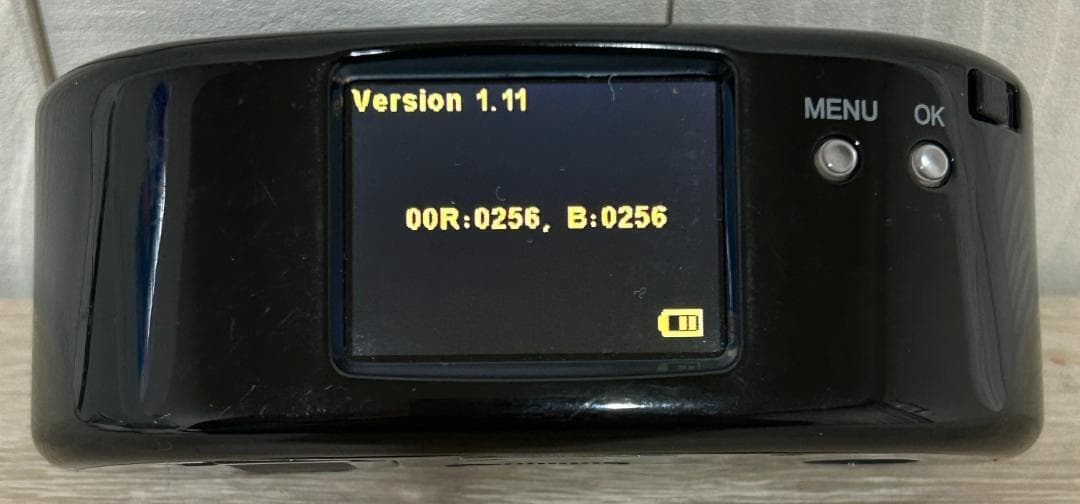 Version 1.11
MENU
OK
00R:0256, B:0256